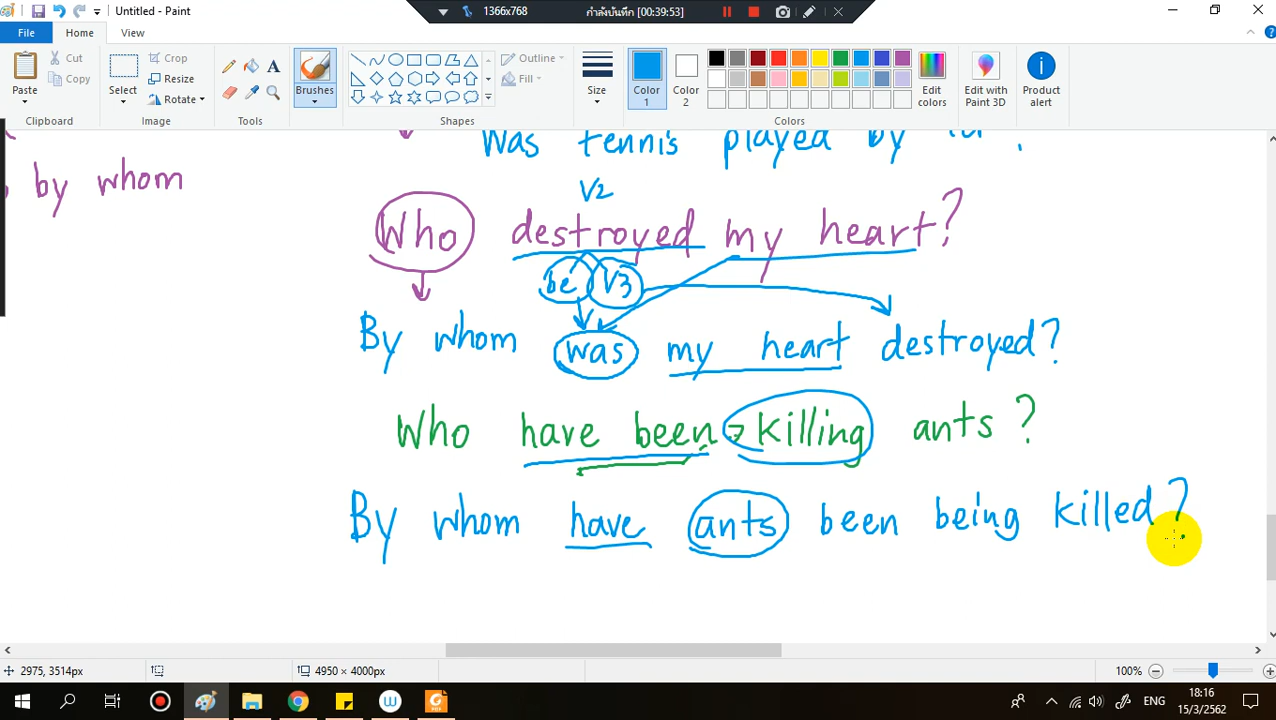 Untitled - Paint
1366x768
กำลังบันทึก [00:39:53]
File
Home
View
Paste
Cut
Copy
Clipboard
Select
Crop
Resize
Rotate
Image
Tools
Brushes
Outline
Fill
Shapes
Size
Color 1
Color 2
Edit colors
Colors
Edit with Paint 3D
Product alert
was tennis played by
by whom
V2
Who destroyed my heart?
be V3
By whom was my heart destroyed?
Who have been killing ants?
By whom have ants been being killed?
2975, 3514px
4950 × 4000px
100%
ENG
18:16
15/3/2562